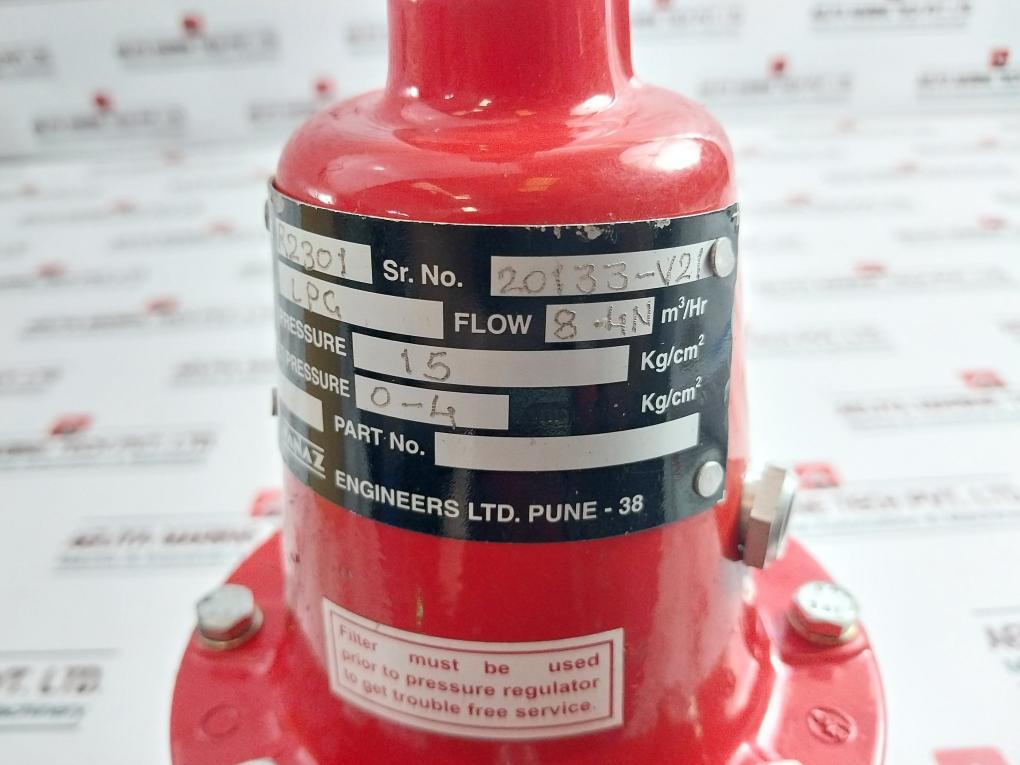 R2301 Sr. No. 20133-V21
LPG FLOW 8.4N m³/Hr
PRESSURE 15 Kg/cm²
PRESSURE 0-4 Kg/cm²
PART No.
ENGINEERS LTD. PUNE - 38
Filter must be used
prior to pressure regulator
to get trouble free service.